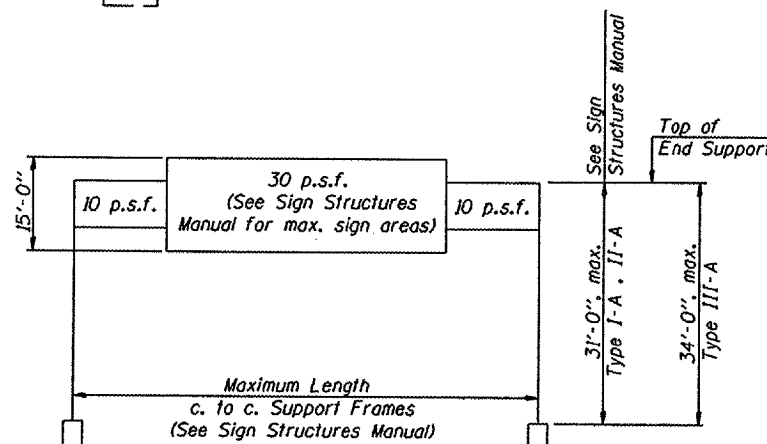 See Sign
Structures Manual
Top of
End Support
15'-0"
10 p.s.f.
30 p.s.f.
(See Sign Structures
Manual for max. sign areas)
10 p.s.f.
31'-0", max.
Type I-A , II-A
34'-0", max.
Type III-A
Maximum Length
c. to c. Support Frames
(See Sign Structures Manual)